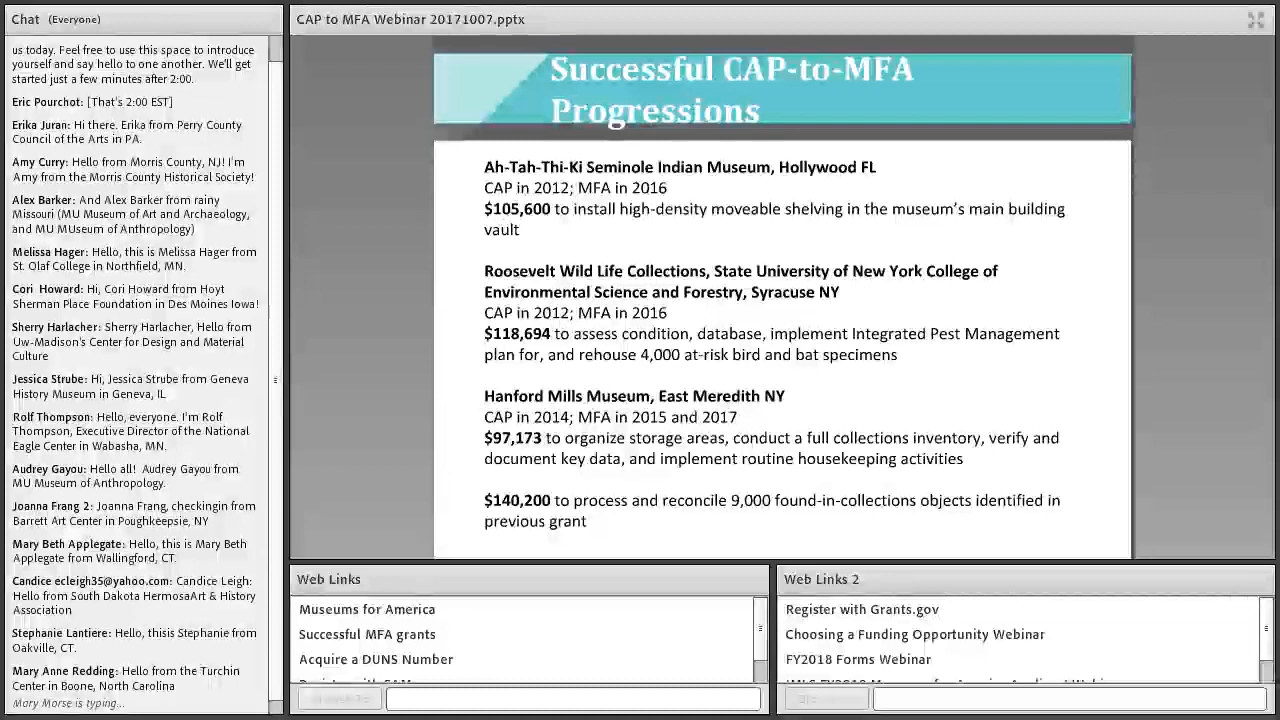 Chat (Everyone)
us today. Feel free to use this space to introduce
yourself and say hello to one another. We'll get
started just a few minutes after 2:00.
Eric Pourchot: [That's 2:00 EST]
Erika Juran: Hi there. Erika from Perry County
Council of the Arts in PA.
Amy Curry: Hello from Morris County, NJ! I'm
Amy from the Morris County Historical Society!
Alex Barker: And Alex Barker from rainy
Missouri (MU Museum of Art and Archaeology,
and MU MUseum of Anthropology)
Melissa Hager: Hello, this is Melissa Hager from
St. Olaf College in Northfield, MN.
Cori Howard: Hi, Cori Howard from Hoyt
Sherman Place Foundation in Des Moines Iowa!
Sherry Harlacher: Sherry Harlacher, Hello from
Uw-Madison's Center for Design and Material
Culture
Jessica Strube: Hi, Jessica Strube from Geneva
History Museum in Geneva, IL
Rolf Thompson: Hello, everyone. I'm Rolf
Thompson, Executive Director of the National
Eagle Center in Wabasha, MN.
Audrey Gayou: Hello all! Audrey Gayou from
MU Museum of Anthropology.
Joanna Frang 2: Joanna Frang, checkingin from
Barrett Art Center in Poughkeepsie, NY
Mary Beth Applegate: Hello, this is Mary Beth
Applegate from Wallingford, CT.
Candice ecleigh35@yahoo.com: Candice Leigh:
Hello from South Dakota HermosaArt & History
Association
Stephanie Lantiere: Hello, thisis Stephanie from
Oakville, CT.
Mary Anne Redding: Hello from the Turchin
Center in Boone, North Carolina
Mary Morse is typing...
CAP to MFA Webinar 20171007.pptx
Successful CAP-to-MFA
Progressions
Ah-Tah-Thi-Ki Seminole Indian Museum, Hollywood FL
CAP in 2012; MFA in 2016
$105,600 to install high-density moveable shelving in the museum's main building
vault
Roosevelt Wild Life Collections, State University of New York College of
Environmental Science and Forestry, Syracuse NY
CAP in 2012; MFA in 2016
$118,694 to assess condition, database, implement Integrated Pest Management
plan for, and rehouse 4,000 at-risk bird and bat specimens
Hanford Mills Museum, East Meredith NY
CAP in 2014; MFA in 2015 and 2017
$97,173 to organize storage areas, conduct a full collections inventory, verify and
document key data, and implement routine housekeeping activities
$140,200 to process and reconcile 9,000 found-in-collections objects identified in
previous grant
Web Links
Museums for America
Successful MFA grants
Acquire a DUNS Number
Web Links 2
Register with Grants.gov
Choosing a Funding Opportunity Webinar
FY2018 Forms Webinar